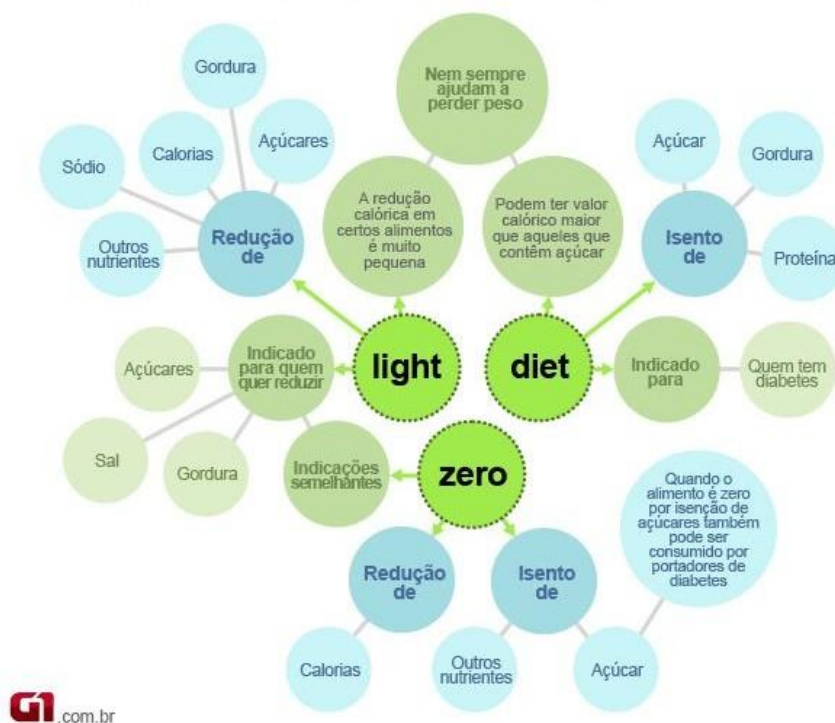 Gordura
Nem sempre
ajudam a
perder peso
Sódio
Calorias
Açúcares
Outros
nutrientes
Redução
de
A redução
calórica em
certos alimentos
é muito
pequena
Podem ter valor
calórico maior
que aqueles que
contêm açúcar
Açúcar
Gordura
Isento
de
Proteína
light
diet
Açúcares
Indicado
para quem
quer reduzir
Indicado
para
Quem tem
diabetes
Sal
Gordura
Indicações
semelhantes
zero
Quando o
alimento é zero
por isenção de
açúcares também
pode ser
consumido por
portadores de
diabetes
Redução
de
Isento
de
Calorias
Outros
nutrientes
Açúcar
G1.com.br